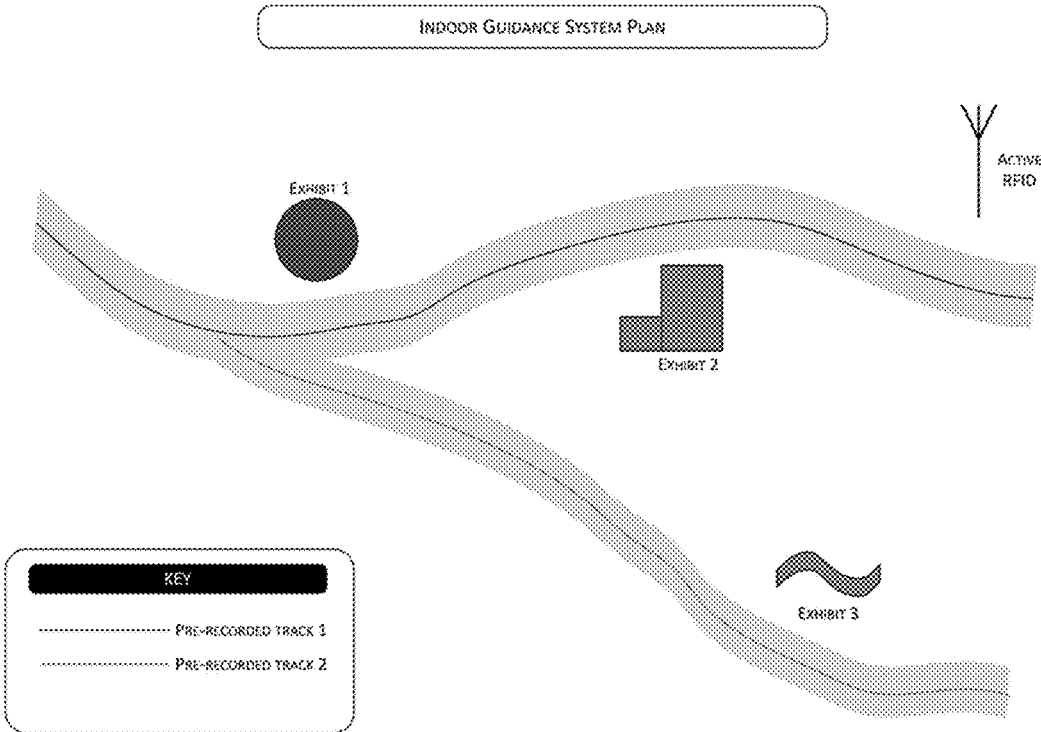 INDOOR GUIDANCE SYSTEM PLAN
ACTIVE
RFID
EXHIBIT 1
EXHIBIT 2
EXHIBIT 3
KEY
PRE-RECORDED TRACK 1
PRE-RECORDED TRACK 2